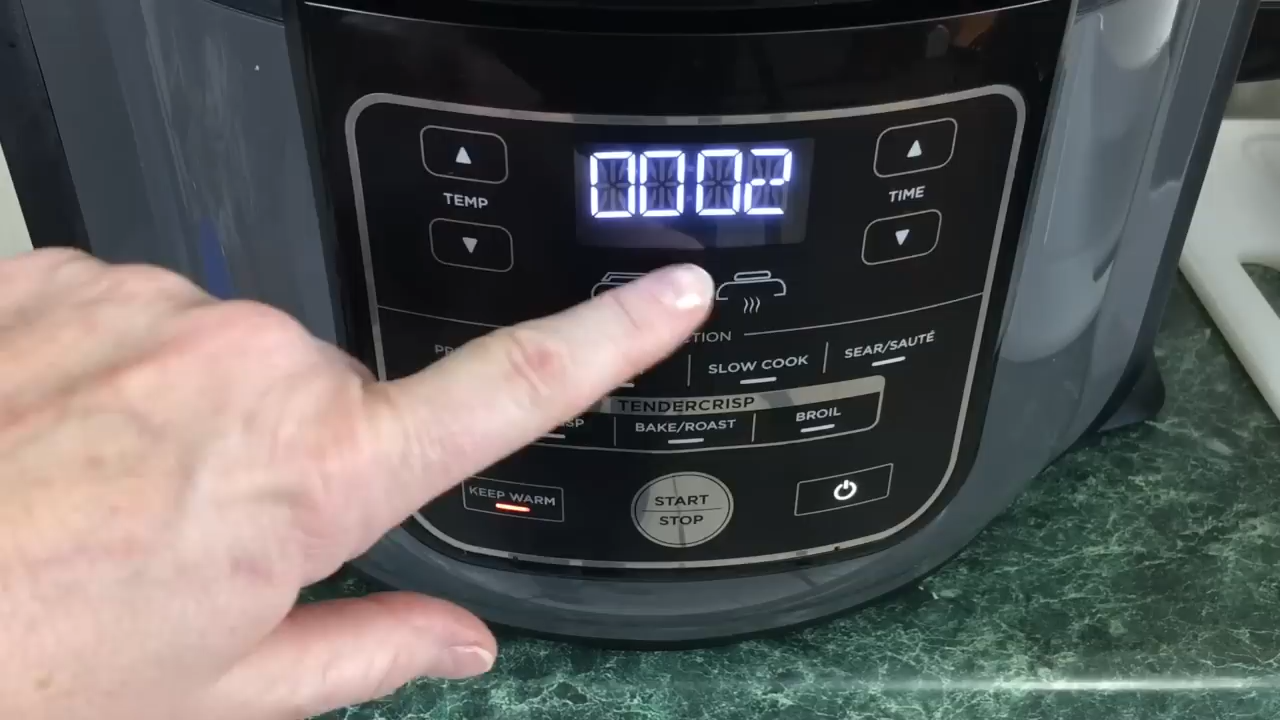 0002
TEMP
TIME
SLOW COOK
SEAR/SAUTÉ
TENDERCRISP
BAKE/ROAST
BROIL
KEEP WARM
START
STOP